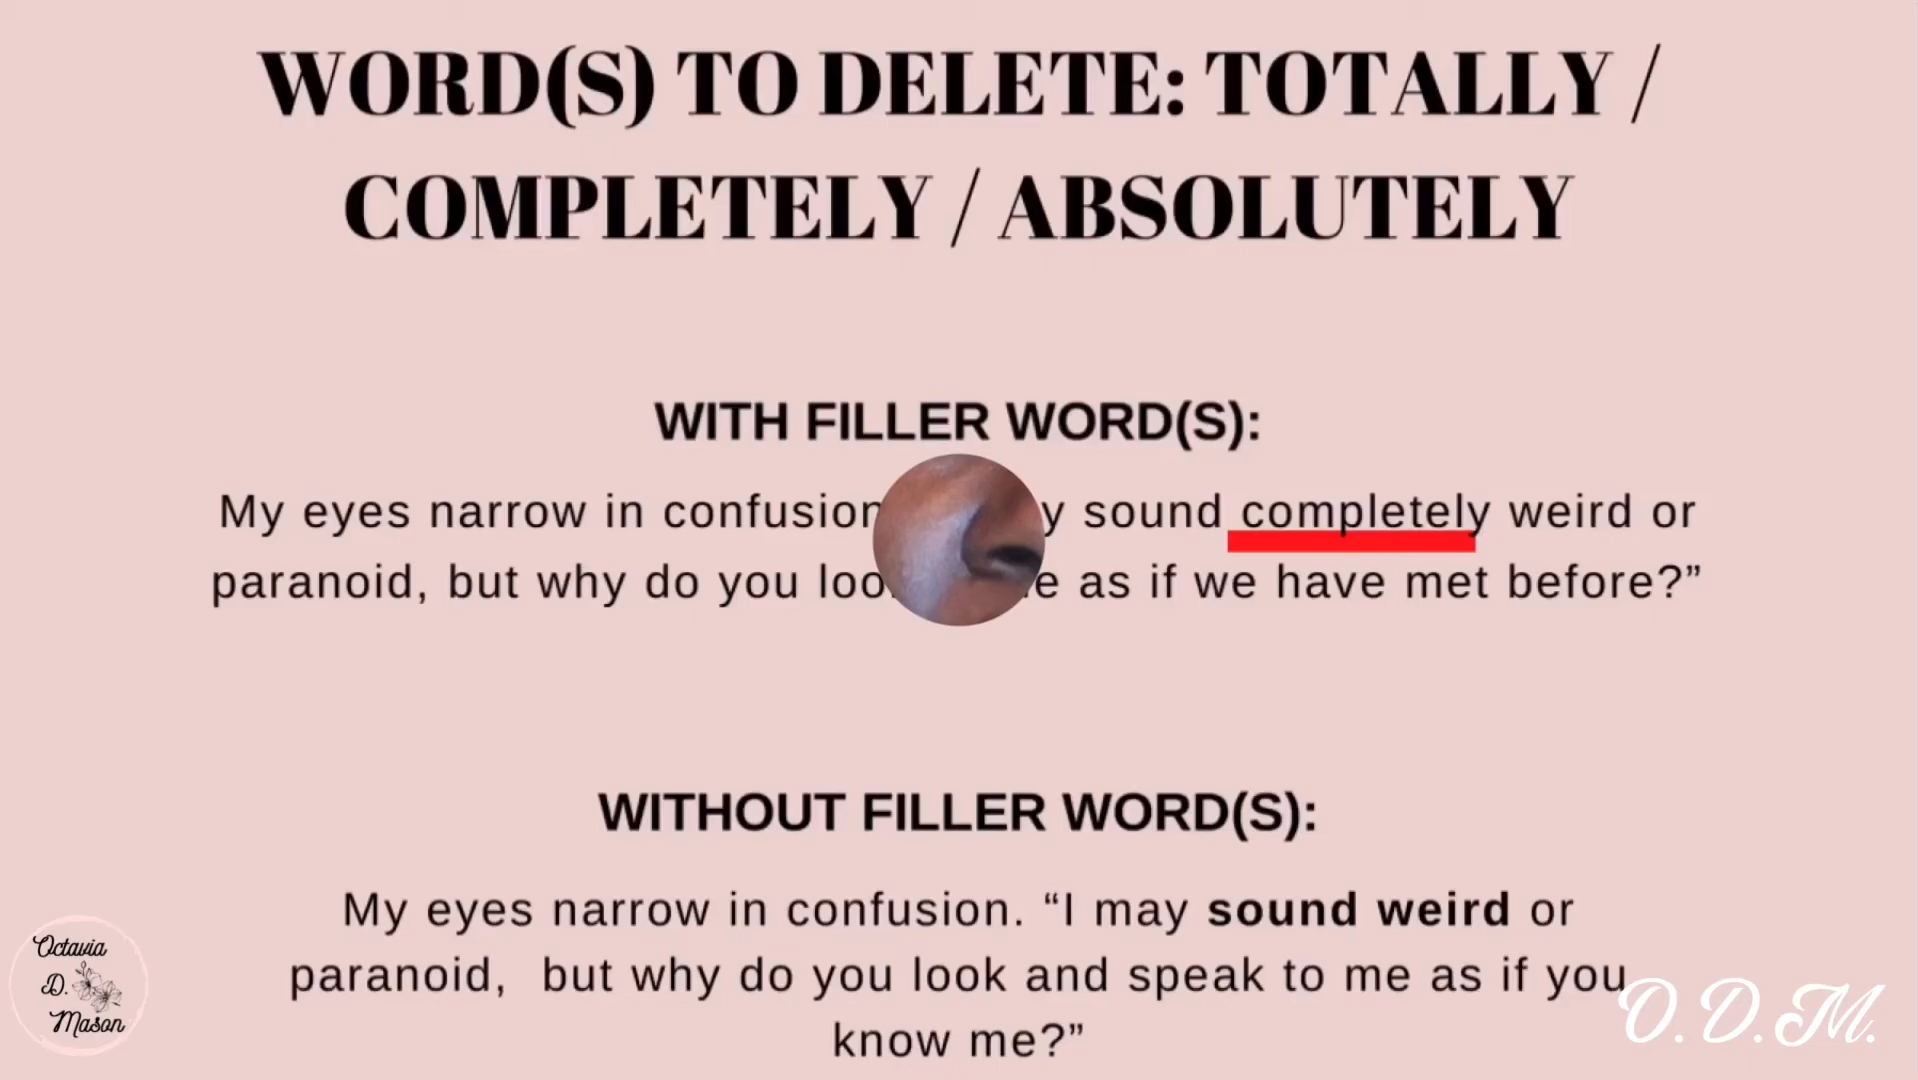 WORD(S) TO DELETE: TOTALLY /
COMPLETELY / ABSOLUTELY
WITH FILLER WORD(S):
My eyes narrow in confusion y sound completely weird or
paranoid, but why do you loo e as if we have met before?”
WITHOUT FILLER WORD(S):
My eyes narrow in confusion. “I may sound weird or
paranoid, but why do you look and speak to me as if you
know me?”
Octavia
D.
Mason
O.D.M.